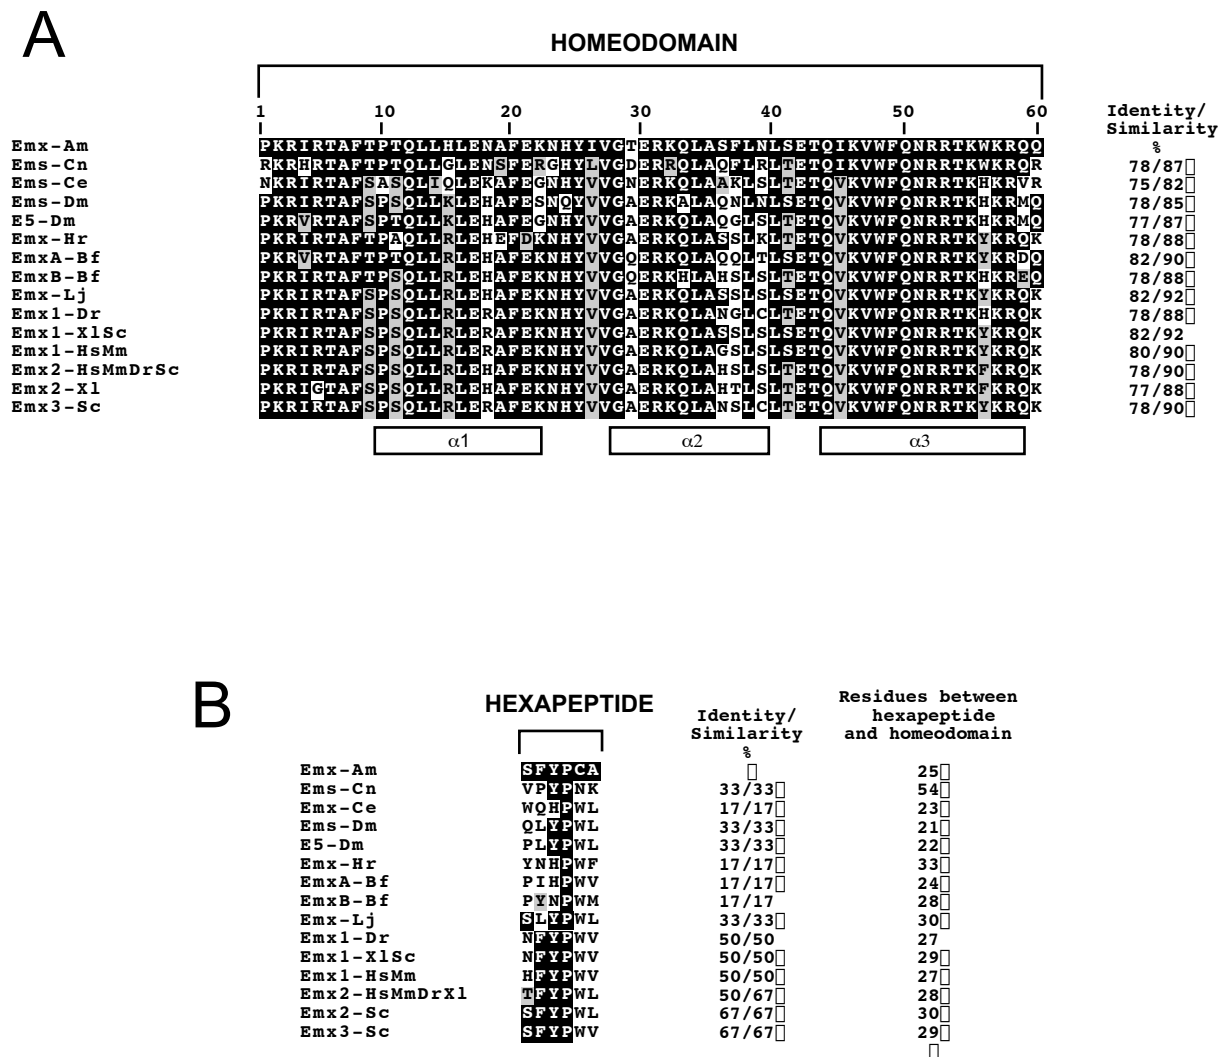 A
HOMEODOMAIN
1 10 20 30 40 50 60 Identity/
Similarity
%
Emx-Am PKRIRTAFTPTQLLHLENAFEKNHYIVGTERKQLASFLNLSETQIKVWFQNRRTKWKRQQ
Ems-Cn RKRHRTAFTPTQLLGLENSFERGHYLVGDERRQLAQFLRLTETQIKVWFQNRRTKWKRQR 78/87
Ems-Ce NKRIRTAFSASQLIQLEKAFEGNHYVVGNERKQLAAKLSLTETQVKVWFQNRRTKHKRVR 75/82
Ems-Dm PKRIRTAFSPSQLLKLEHAFESNQYVVGAERKALAQNLNLSETQVKVWFQNRRTKHKRMQ 78/85
E5-Dm PKRVRTAFSPTQLLKLEHAFEGNHYVVGAERKQLAQGLSLTETQVKVWFQNRRTKHKRMQ 77/87
Emx-Hr PKRIRTAFTPAQLLRLEHEFDKNHYVVGAERKQLASSLKLTETQVKVWFQNRRTKYKRQK 78/88
EmxA-Bf PKRVRTAFTPTQLLRLEHAFEKNHYVVGQERKQLAQQLTLSETQVKVWFQNRRTKYKRDQ 82/90
EmxB-Bf PKRIRTAFTPSQLLRLEHAFEKNHYVVGQERKHLAHSLSLTETQVKVWFQNRRTKHKREQ 78/88
Emx-Lj PKRIRTAFSPSQLLRLEHAFEKNHYVVGAERKQLASSLSLSETQVKVWFQNRRTKYKRQK 82/92
Emx1-Dr PKRIRTAFSPSQLLRLERAFEKNHYVVGAERKQLANGLCLTETQVKVWFQNRRTKHKRQK 78/88
Emx1-XlSc PKRIRTAFSPSQLLRLERAFEKNHYVVGAERKQLASSLSLSETQVKVWFQNRRTKYKRQK 82/92
Emx1-HsMm PKRIRTAFSPSQLLRLERAFEKNHYVVGAERKQLAGSLSLSETQVKVWFQNRRTKYKRQK 80/90
Emx2-HsMmDrSc PKRIRTAFSPSQLLRLEHAFEKNHYVVGAERKQLAHSLSLTETQVKVWFQNRRTKFKRQK 78/90
Emx2-Xl PKRIGTAFSPSQLLRLEHAFEKNHYVVGAERKQLAHTLSLTETQVKVWFQNRRTKFKRQK 77/88
Emx3-Sc PKRIRTAFSPSQLLRLERAFEKNHYVVGAERKQLANSLCLTETQVKVWFQNRRTKYKRQK 78/90
α1 α2 α3
B
HEXAPEPTIDE
Identity/
Similarity
%
Residues between
hexapeptide
and homeodomain
Emx-Am SFYPCA 25
Ems-Cn VPYPNK 33/33 54
Emx-Ce WQHPWL 17/17 23
Ems-Dm QLYPWL 33/33 21
E5-Dm PLYPWL 33/33 22
Emx-Hr YNHPWF 17/17 33
EmxA-Bf PIHPWV 17/17 24
EmxB-Bf PYNPWM 17/17 28
Emx-Lj SLYPWL 33/33 30
Emx1-Dr NFYPWV 50/50 27
Emx1-XlSc NFYPWV 50/50 29
Emx1-HsMm HFYPWV 50/50 27
Emx2-HsMmDrXl TFYPWL 50/67 28
Emx2-Sc SFYPWL 67/67 30
Emx3-Sc SFYPWV 67/67 29